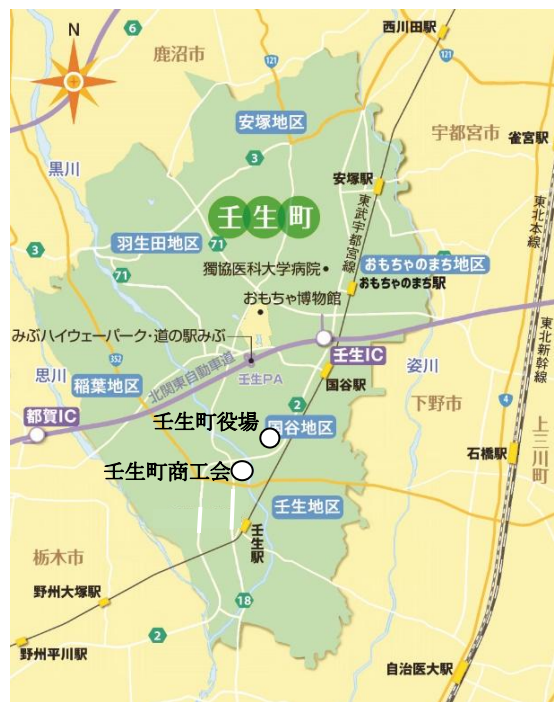 N
6
西川田駅
鹿沼市
121
121
安塚地区
宇都宮市
雀宮駅
黒川
3
安塚駅
東武宇都宮線
東北本線
壬生町
羽生田地区
71
3
獨協医科大学病院
おもちゃのまち地区
おもちゃのまち駅
71
おもちゃ博物館
みぶハイウェーパーク・道の駅みぶ
東北新幹線
壬生IC
352
思川
北関東自動車道
壬生PA
国谷駅
姿川
稲葉地区
下野市
4
都賀IC
2
壬生町役場
国谷地区
上三川町
石橋駅
壬生町商工会
壬生地区
壬生駅
栃木市
野州大塚駅
18
2
野州平川駅
自治医大駅